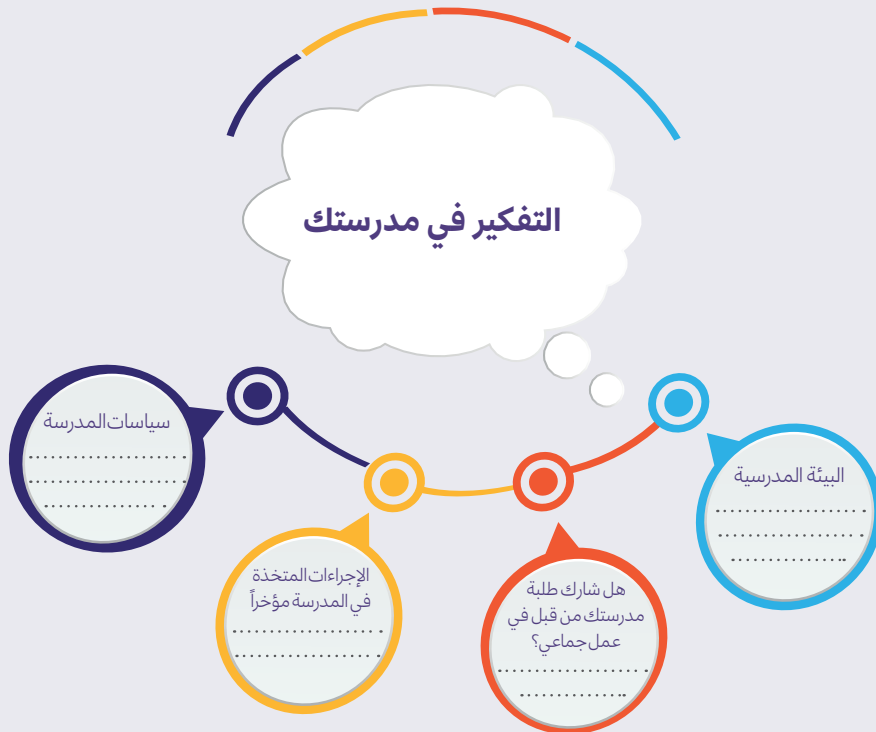 التفكير في مدرستك
البيئة المدرسية
........................
.......................
..................
هل شارك طلبة
مدرستك من قبل في
عمل جماعي؟
........................
................
الإجراءات المتخذة
في المدرسة مؤخراً
........................
.......................
سياسات المدرسة
........................
........................
..................